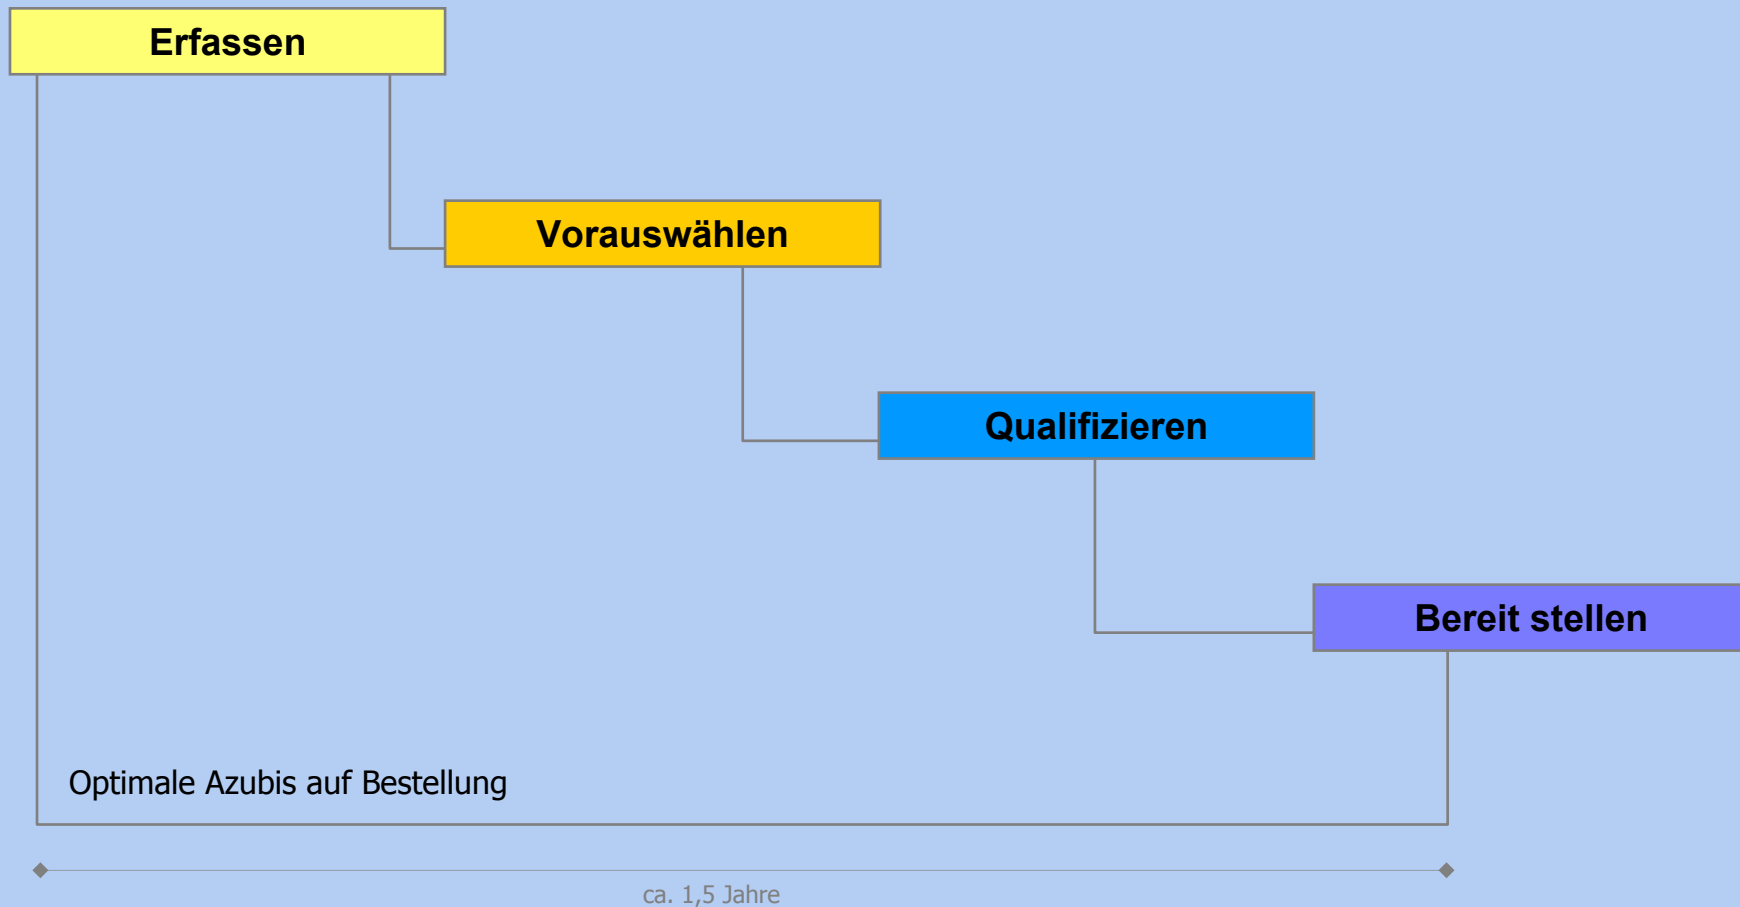 Erfassen
Vorauswählen
Qualifizieren
Bereit stellen
Optimale Azubis auf Bestellung
ca. 1,5 Jahre